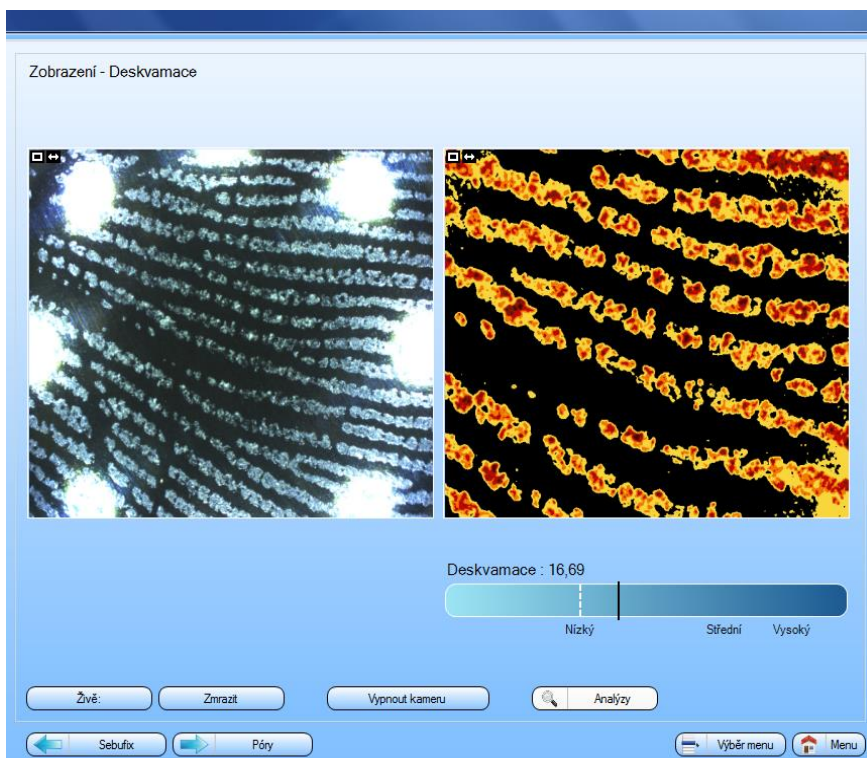 Zobrazení - Deskvamace
Deskvamace : 16,69
Nízký Střední Vysoký
Živě: Zmrazit Vypnout kameru Analýzy
Sebufix Póry Výběr menu Menu